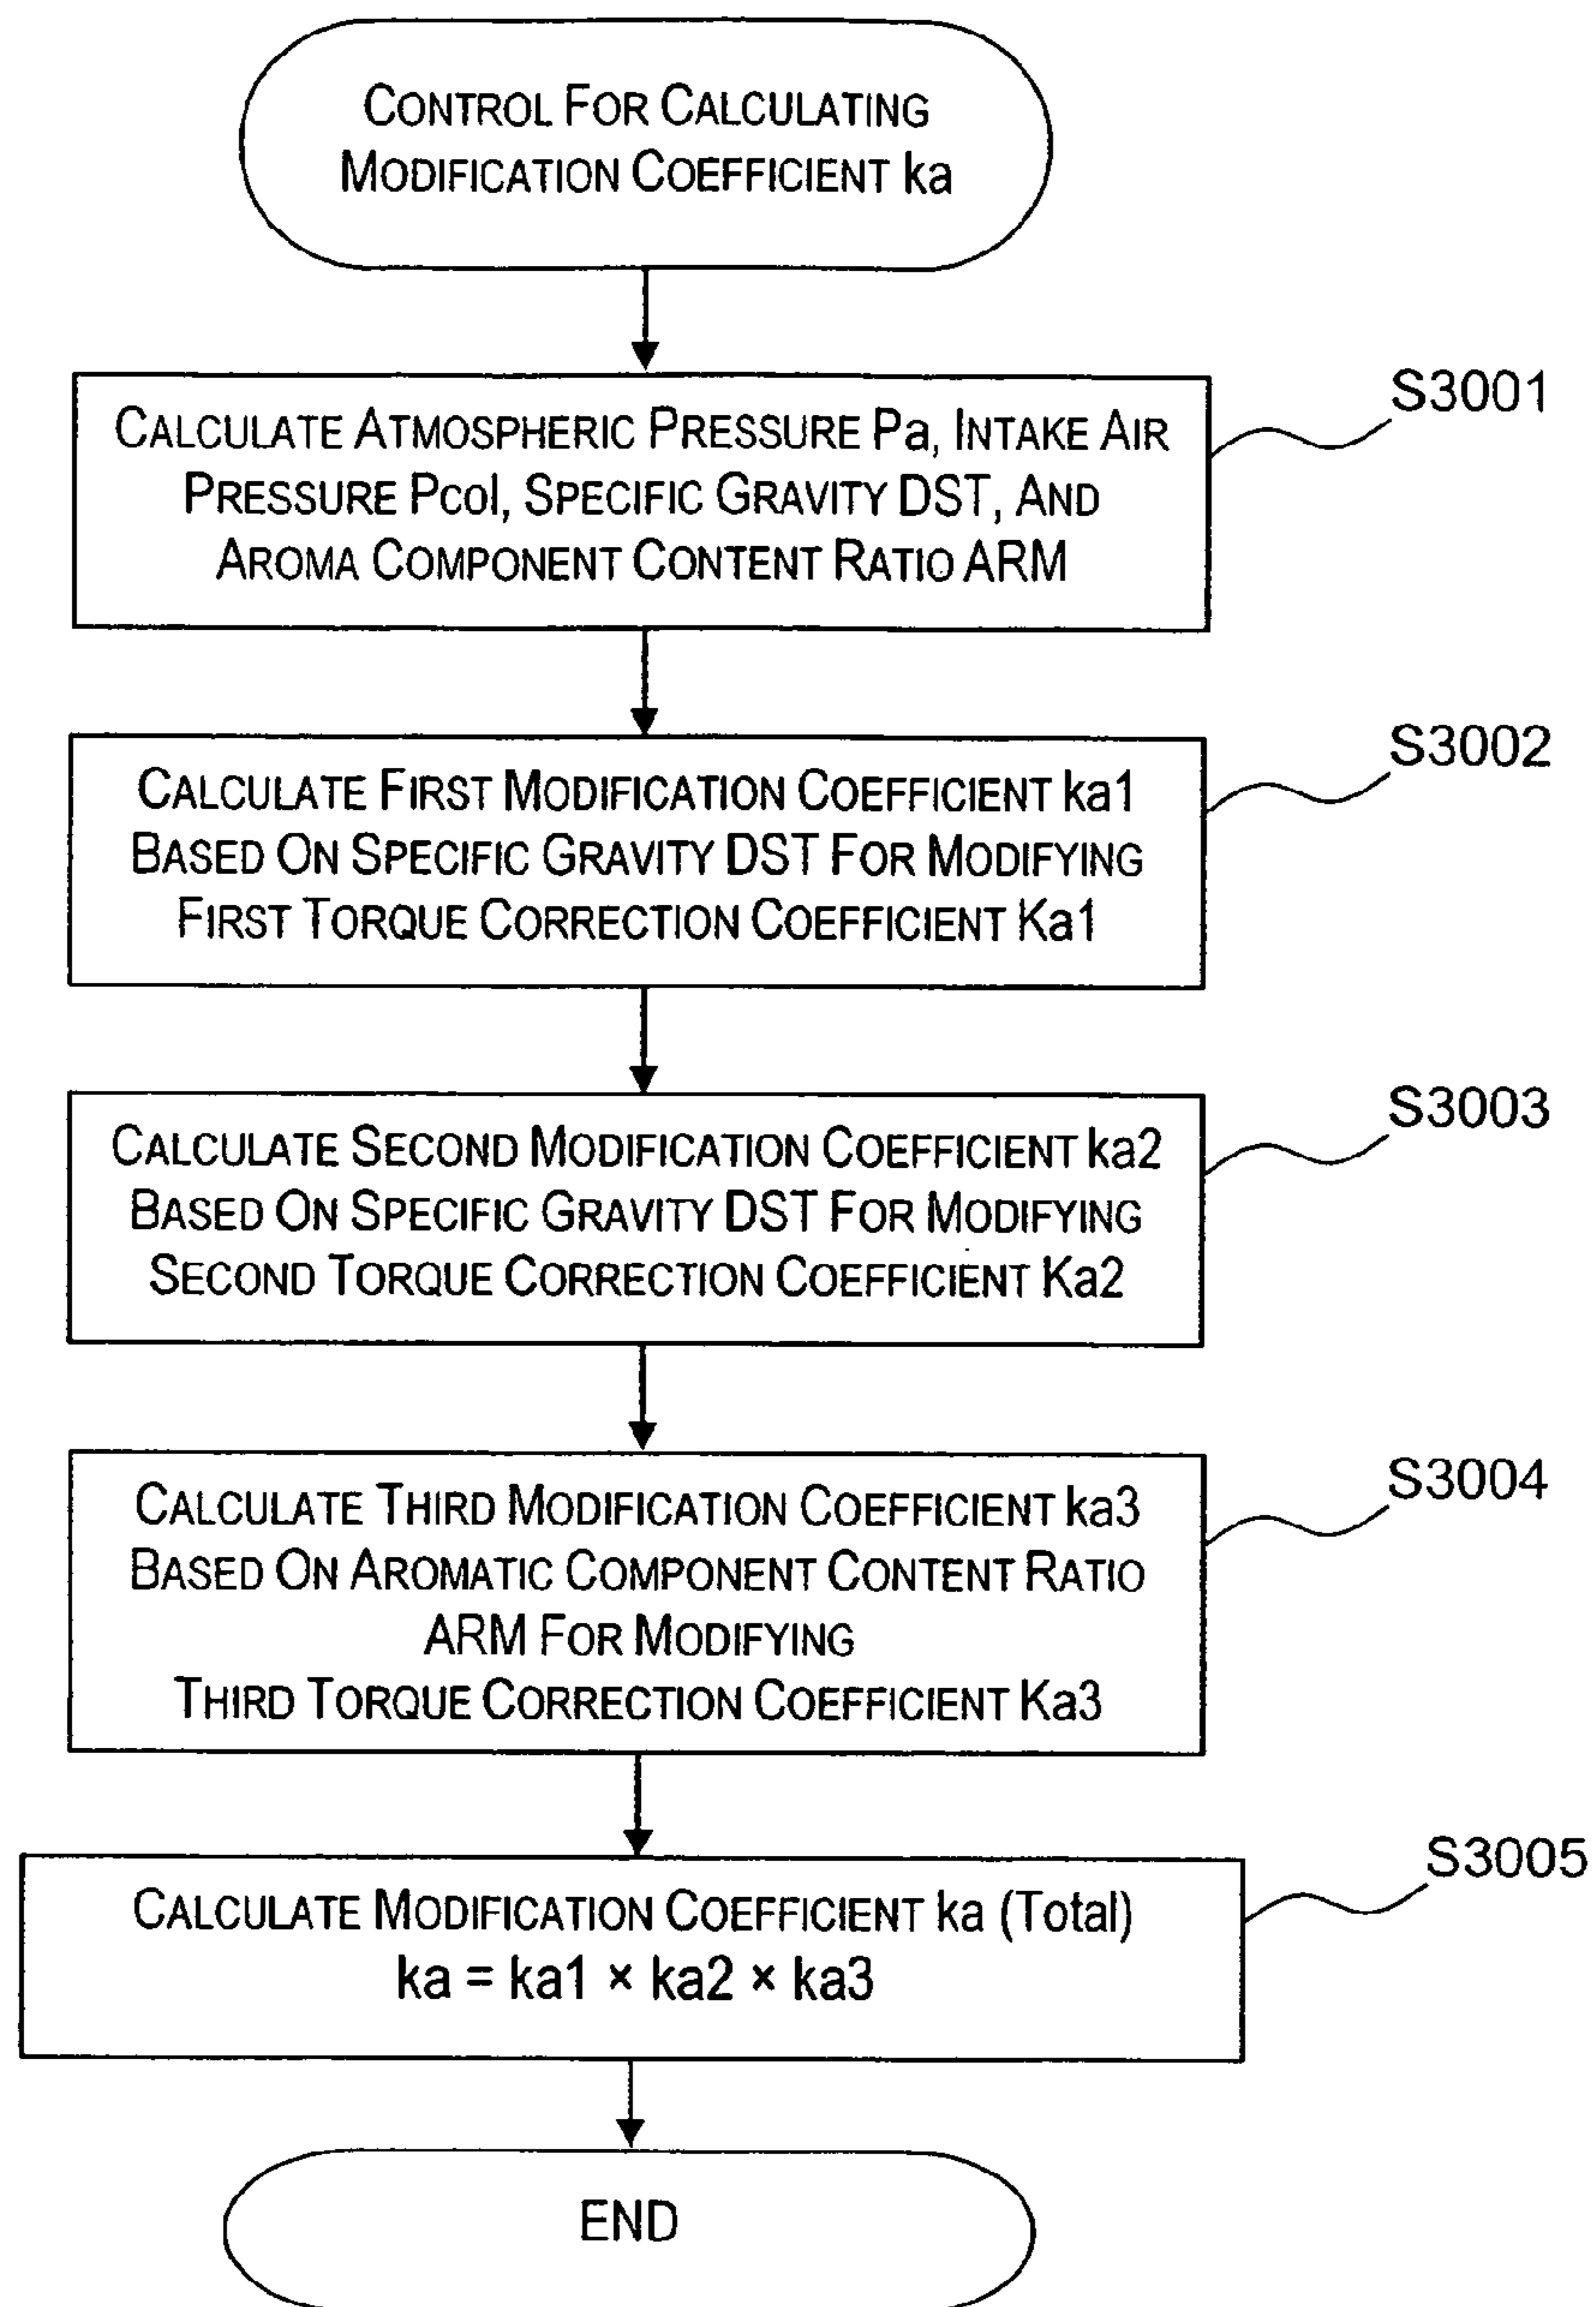 CONTROL FOR CALCULATING
MODIFICATION COEFFICIENT ka
S3001
CALCULATE ATMOSPHERIC PRESSURE Pa, INTAKE AIR
PRESSURE Pcol, SPECIFIC GRAVITY DST, AND
AROMA COMPONENT CONTENT RATIO ARM
S3002
CALCULATE FIRST MODIFICATION COEFFICIENT ka1
BASED ON SPECIFIC GRAVITY DST FOR MODIFYING
FIRST TORQUE CORRECTION COEFFICIENT Ka1
S3003
CALCULATE SECOND MODIFICATION COEFFICIENT ka2
BASED ON SPECIFIC GRAVITY DST FOR MODIFYING
SECOND TORQUE CORRECTION COEFFICIENT Ka2
S3004
CALCULATE THIRD MODIFICATION COEFFICIENT ka3
BASED ON AROMATIC COMPONENT CONTENT RATIO
ARM FOR MODIFYING
THIRD TORQUE CORRECTION COEFFICIENT Ka3
S3005
CALCULATE MODIFICATION COEFFICIENT ka (Total)
ka = ka1 × ka2 × ka3
END